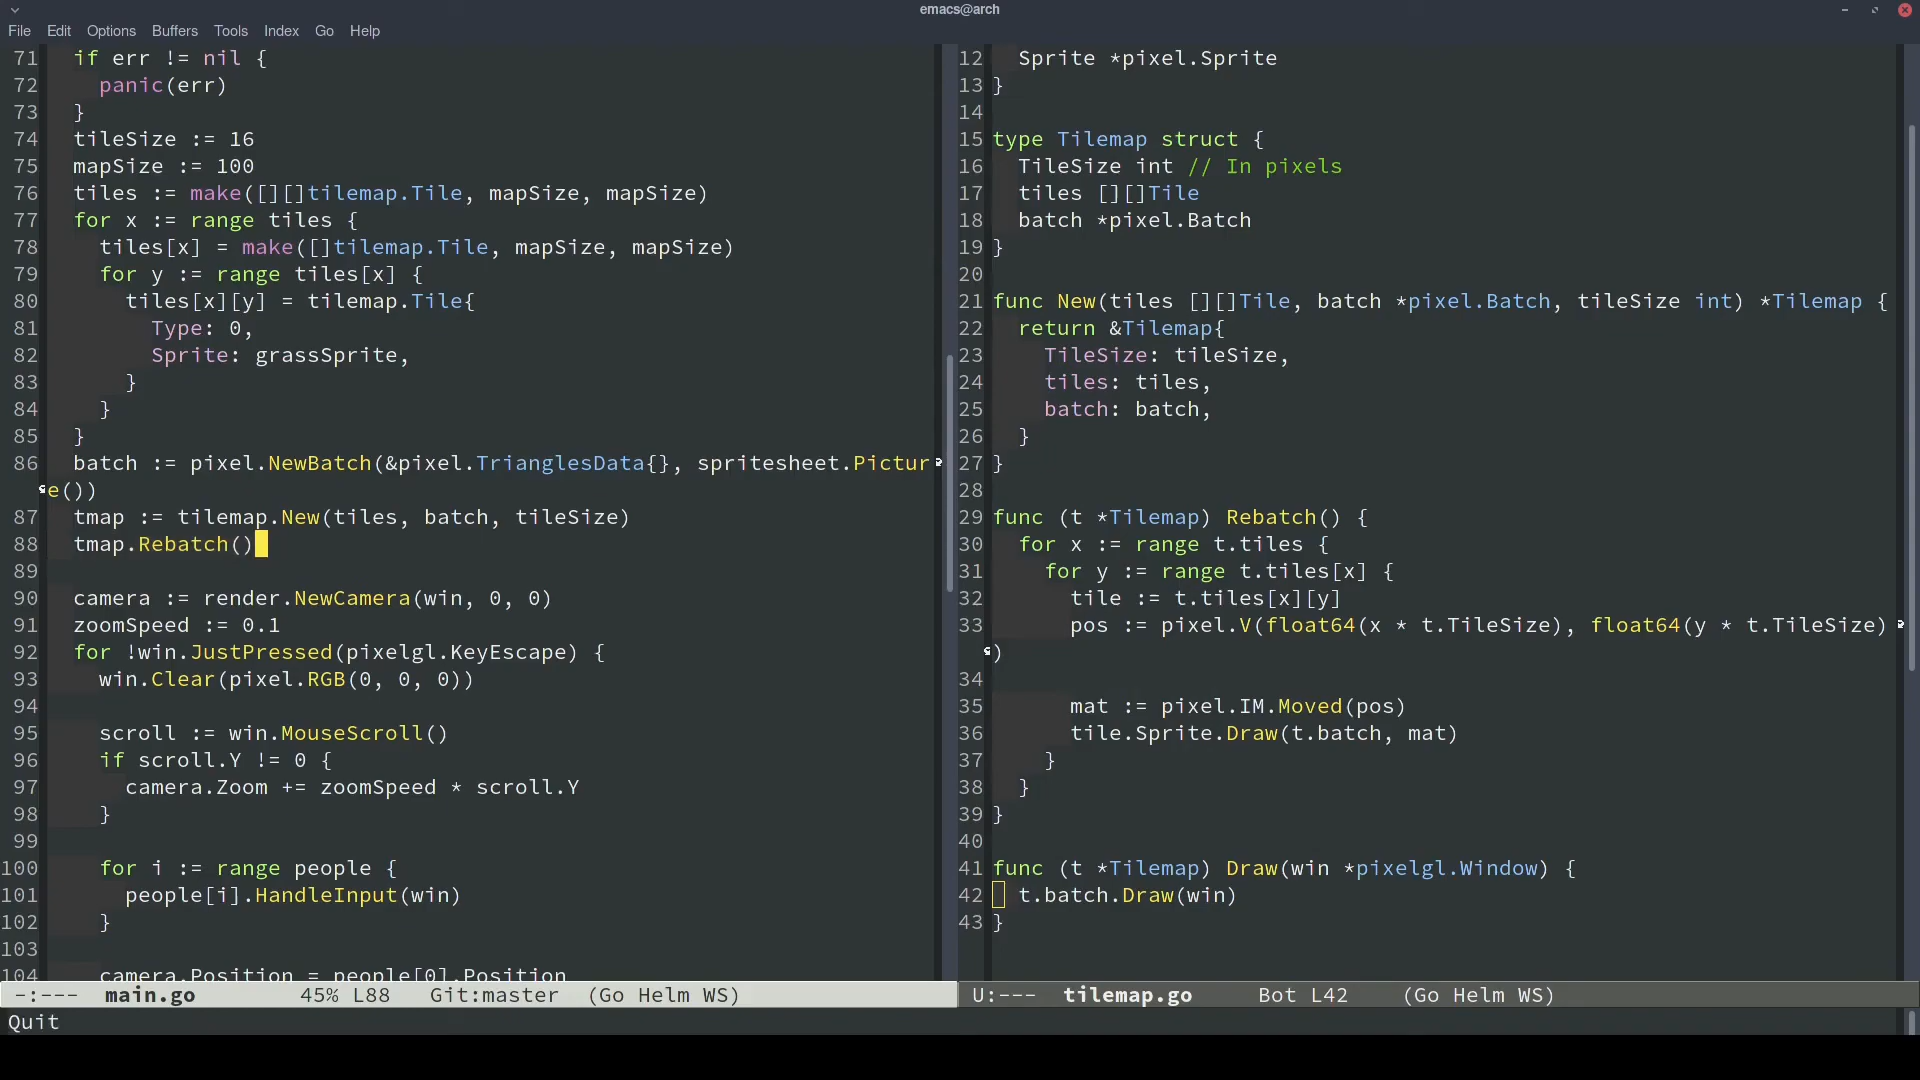 emacs@arch
File Edit Options Buffers Tools Index Go Help
71 if err != nil {
72 panic(err)
73 }
74 tileSize := 16
75 mapSize := 100
76 tiles := make([][]tilemap.Tile, mapSize, mapSize)
77 for x := range tiles {
78 tiles[x] = make([]tilemap.Tile, mapSize, mapSize)
79 for y := range tiles[x] {
80 tiles[x][y] = tilemap.Tile{
81 Type: 0,
82 Sprite: grassSprite,
83 }
84 }
85 }
86 batch := pixel.NewBatch(&pixel.TrianglesData{}, spritesheet.Pictur
e())
87 tmap := tilemap.New(tiles, batch, tileSize)
88 tmap.Rebatch()
89
90 camera := render.NewCamera(win, 0, 0)
91 zoomSpeed := 0.1
92 for !win.JustPressed(pixelgl.KeyEscape) {
93 win.Clear(pixel.RGB(0, 0, 0))
94
95 scroll := win.MouseScroll()
96 if scroll.Y != 0 {
97 camera.Zoom += zoomSpeed * scroll.Y
98 }
99
100 for i := range people {
101 people[i].HandleInput(win)
102 }
103
104 camera.Position = people[0].Position
-:--- main.go 45% L88 Git:master (Go Helm WS)
12 Sprite *pixel.Sprite
13 }
14
15 type Tilemap struct {
16 TileSize int // In pixels
17 tiles [][]Tile
18 batch *pixel.Batch
19 }
20
21 func New(tiles [][]Tile, batch *pixel.Batch, tileSize int) *Tilemap {
22 return &Tilemap{
23 TileSize: tileSize,
24 tiles: tiles,
25 batch: batch,
26 }
27 }
28
29 func (t *Tilemap) Rebatch() {
30 for x := range t.tiles {
31 for y := range t.tiles[x] {
32 tile := t.tiles[x][y]
33 pos := pixel.V(float64(x * t.TileSize), float64(y * t.TileSize)
)
34
35 mat := pixel.IM.Moved(pos)
36 tile.Sprite.Draw(t.batch, mat)
37 }
38 }
39 }
40
41 func (t *Tilemap) Draw(win *pixelgl.Window) {
42 t.batch.Draw(win)
43 }
U:--- tilemap.go Bot L42 (Go Helm WS)
Quit